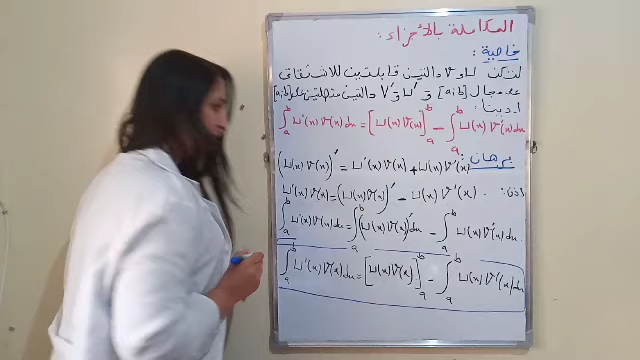 المكاملة بالأجزاء :
خاصية :
لتكن u و v دالتين قابلتين للاشتقاق
على مجال [a;b] و u' و v' دالتين متصلتين على [a;b]
لدينا :
∫ₐᵇ u'(x) v(x) dx = [u(x) v(x)]ₐᵇ - ∫ₐᵇ u(x) v'(x) dx
برهان :
(u(x) v(x))' = u'(x) v(x) + u(x) v'(x)
إذن : u'(x) v(x) = (u(x) v(x))' - u(x) v'(x) .
∫ₐᵇ u'(x) v(x) dx = ∫ₐᵇ (u(x) v(x))' dx - ∫ₐᵇ u(x) v'(x) dx.
∫ₐᵇ u'(x) v(x) dx = [u(x) v(x)]ₐᵇ - ∫ₐᵇ u(x) v'(x) dx